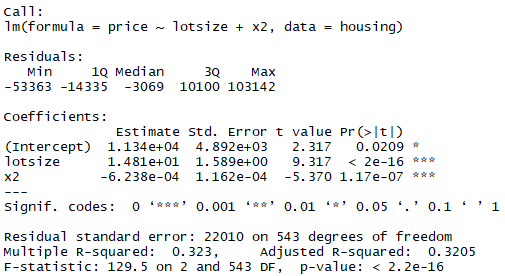 Call:
lm(formula = price ~ lotsize + x2, data = housing)
Residuals:
Min 1Q Median 3Q Max
-53363 -14335 -3069 10100 103142
Coefficients:
Estimate Std. Error t value Pr(>|t|)
(Intercept) 1.134e+04 4.892e+03 2.317 0.0209 *
lotsize 1.481e+01 1.589e+00 9.317 < 2e-16 ***
x2 -6.238e-04 1.162e-04 -5.370 1.17e-07 ***
---
Signif. codes: 0 ‘***’ 0.001 ‘**’ 0.01 ‘*’ 0.05 ‘.’ 0.1 ‘ ’ 1
Residual standard error: 22010 on 543 degrees of freedom
Multiple R-squared: 0.323, Adjusted R-squared: 0.3205
F-statistic: 129.5 on 2 and 543 DF, p-value: < 2.2e-16